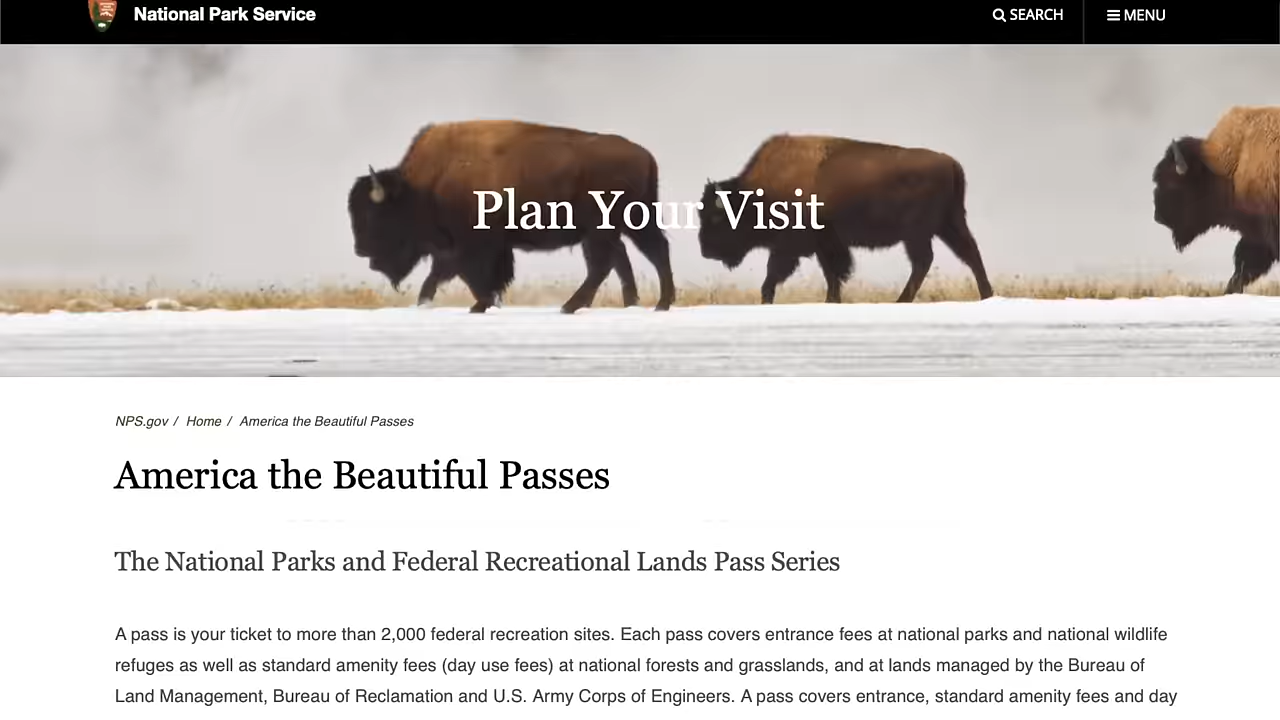 National Park Service
SEARCH
MENU
Plan Your Visit
NPS.gov / Home / America the Beautiful Passes
America the Beautiful Passes
The National Parks and Federal Recreational Lands Pass Series
A pass is your ticket to more than 2,000 federal recreation sites. Each pass covers entrance fees at national parks and national wildlife
refuges as well as standard amenity fees (day use fees) at national forests and grasslands, and at lands managed by the Bureau of
Land Management, Bureau of Reclamation and U.S. Army Corps of Engineers. A pass covers entrance, standard amenity fees and day